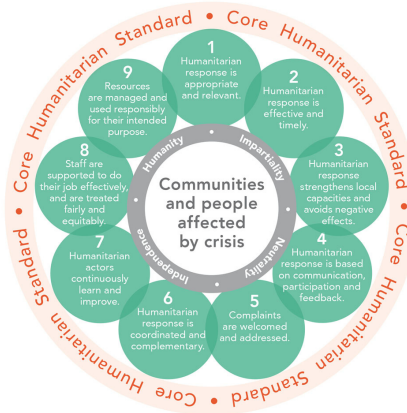 Core Humanitarian Standard • Core Humanitarian Standard • Core Humanitarian Standard • Core Humanitarian Standard •
1
Humanitarian
response is
appropriate
and relevant.
2
Humanitarian
response is
effective and
timely.
3
Humanitarian
response
strengthens local
capacities and
avoids negative
effects.
4
Humanitarian
response is based
on communication,
participation and
feedback.
5
Complaints
are welcomed
and addressed.
6
Humanitarian
response is
coordinated and
complementary.
7
Humanitarian
actors
continuously
learn and
improve.
8
Staff are
supported to do
their job effectively,
and are treated
fairly and
equitably.
9
Resources
are managed and
used responsibly
for their intended
purpose.
Humanity • Impartiality • Neutrality • Independence •
Communities
and people
affected
by crisis